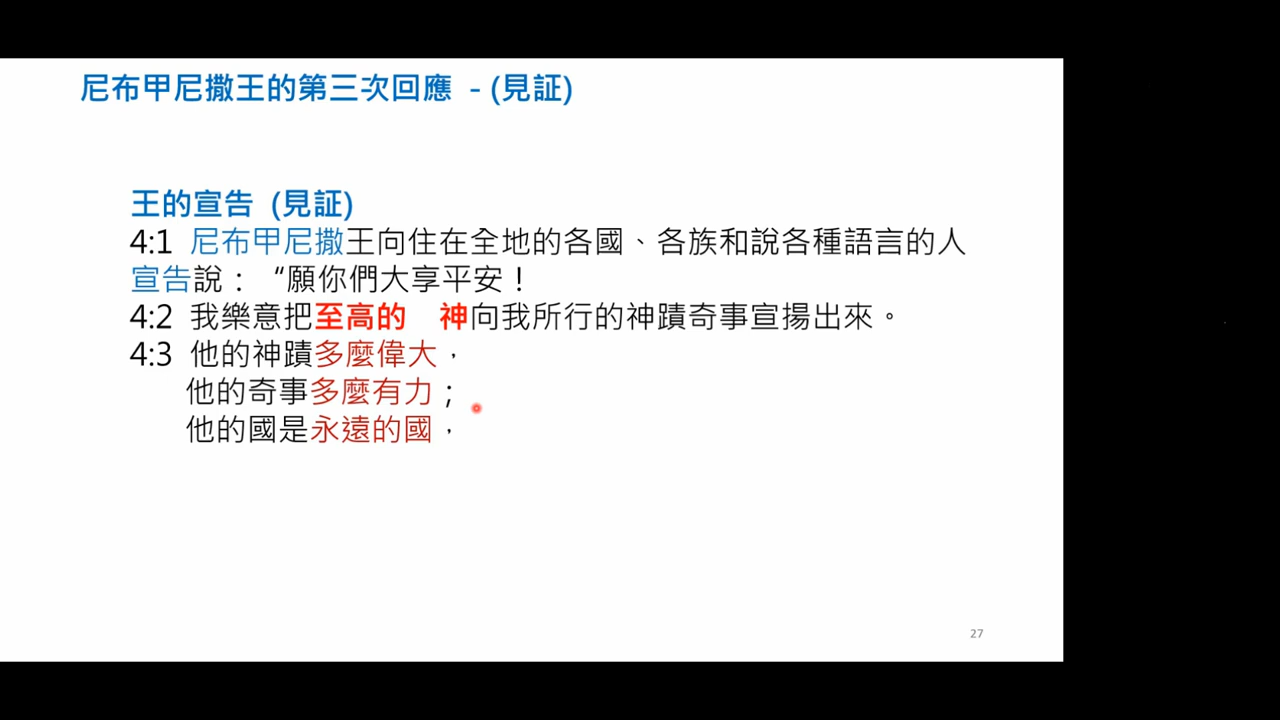 尼布甲尼撒王的第三次回應 - (見証)
王的宣告 (見証)
4:1 尼布甲尼撒王向住在全地的各國、各族和說各種語言的人
宣告說：“願你們大享平安！
4:2 我樂意把至高的　神向我所行的神蹟奇事宣揚出來。
4:3 他的神蹟多麼偉大，
他的奇事多麼有力；
他的國是永遠的國，
27